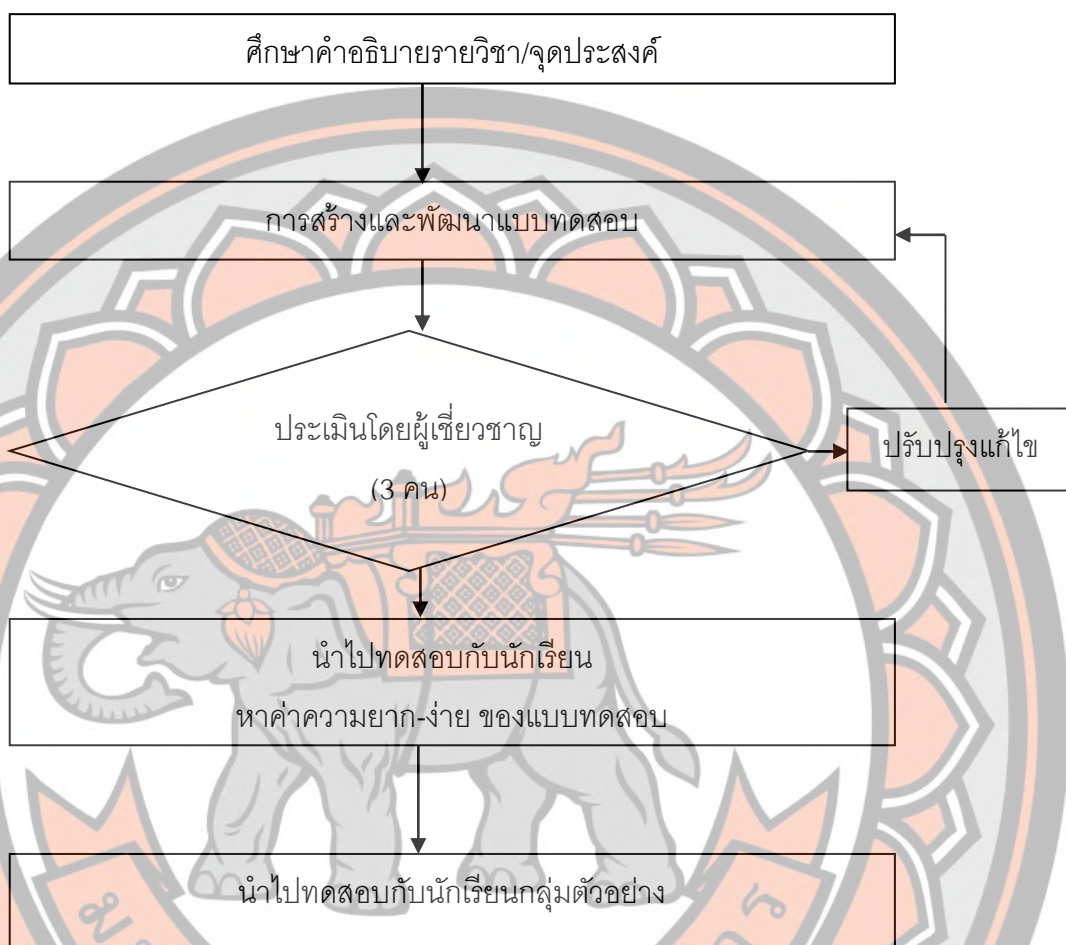 ศึกษาคำอธิบายรายวิชา/จุดประสงค์
การสร้างและพัฒนาแบบทดสอบ
ประเมินโดยผู้เชี่ยวชาญ
(3 คน)
ปรับปรุงแก้ไข
นำไปทดสอบกับนักเรียน
หาค่าความยาก-ง่าย ของแบบทดสอบ
นำไปทดสอบกับนักเรียนกลุ่มตัวอย่าง